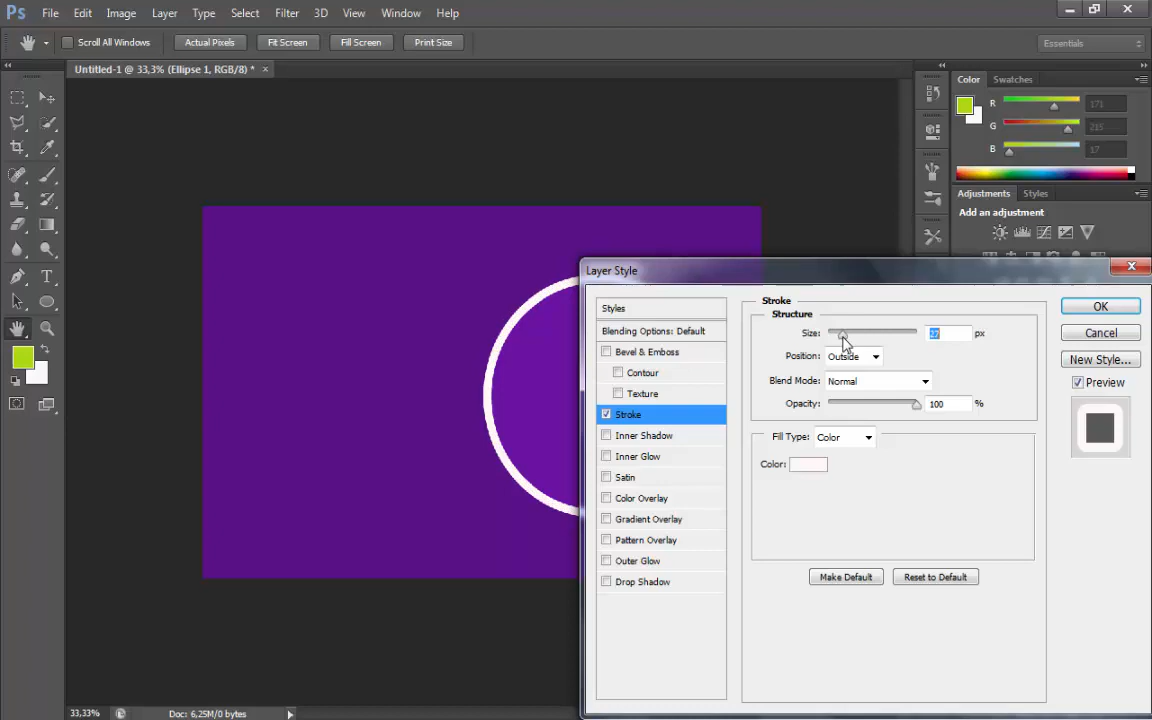 Ps File Edit Image Layer Type Select Filter 3D View Window Help
Scroll All Windows Actual Pixels Fit Screen Fill Screen Print Size Essentials
Untitled-1 @ 33,3% (Ellipse 1, RGB/8) * ×
Color Swatches
R 171
G 215
B 17
Adjustments Styles
Add an adjustment
Layer Style
Styles
Blending Options: Default
Bevel & Emboss
Contour
Texture
Stroke
Inner Shadow
Inner Glow
Satin
Color Overlay
Gradient Overlay
Pattern Overlay
Outer Glow
Drop Shadow
Stroke
Structure
Size: px
Position: Outside
Blend Mode: Normal
Opacity: 100 %
Fill Type: Color
Color:
Make Default Reset to Default
OK
Cancel
New Style...
Preview
33,33% Doc: 6,25M/0 bytes